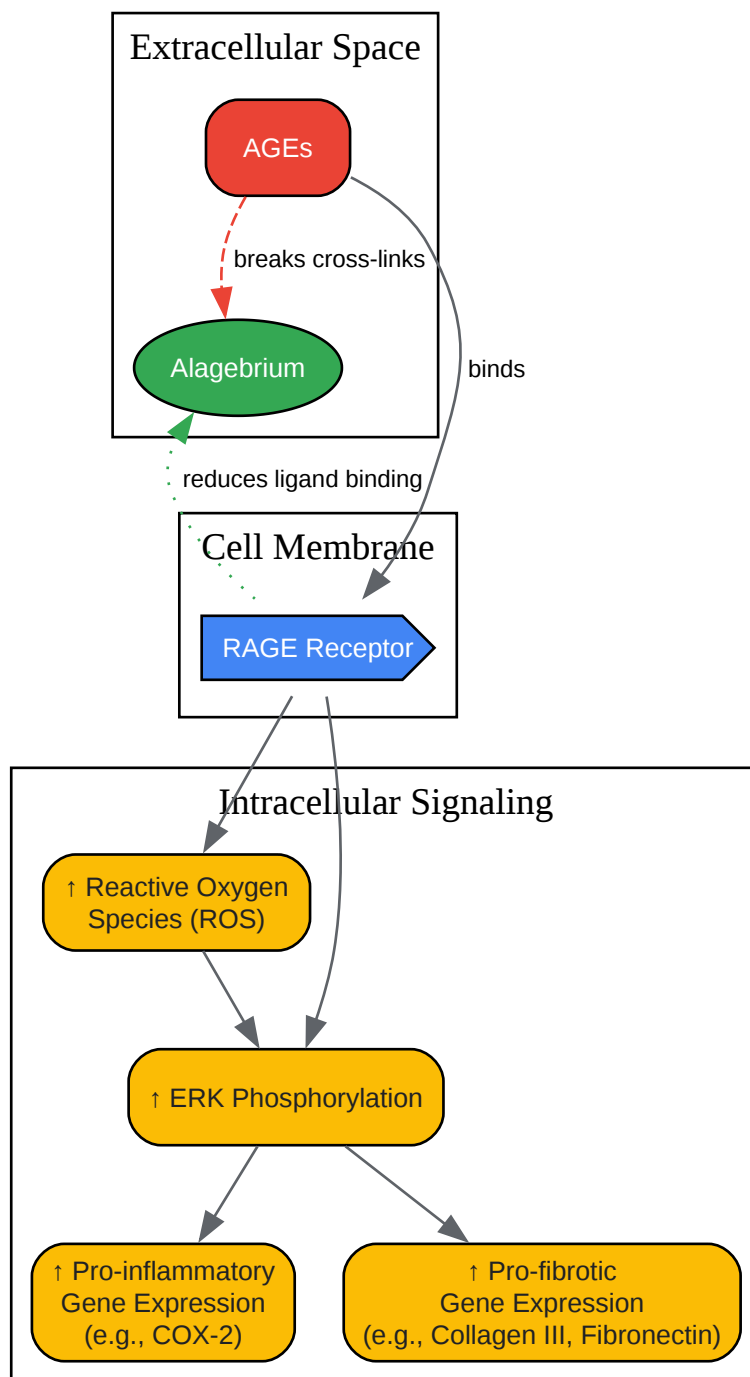 Extracellular Space
AGEs
breaks cross-links
Alagebrium
binds
reduces ligand binding
Cell Membrane
RAGE Receptor
Intracellular Signaling
↑ Reactive Oxygen
Species (ROS)
↑ ERK Phosphorylation
↑ Pro-inflammatory
Gene Expression
(e.g., COX-2)
↑ Pro-fibrotic
Gene Expression
(e.g., Collagen III, Fibronectin)